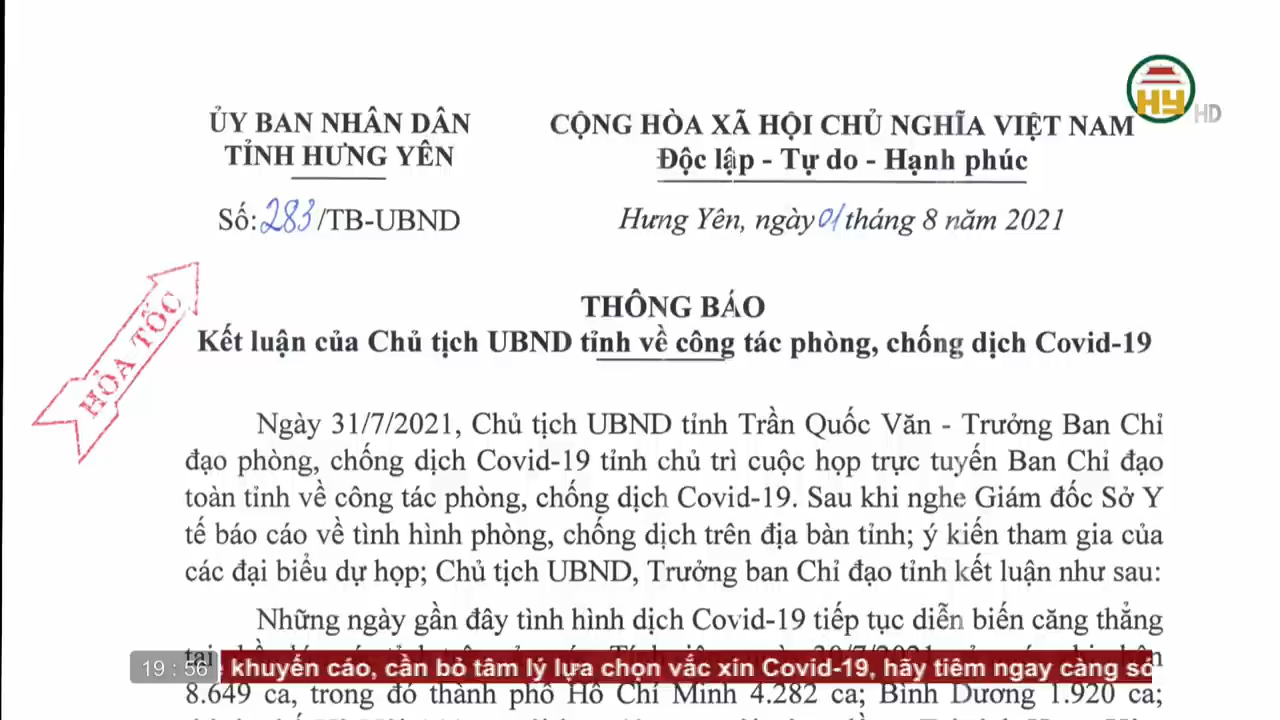 HY HD
ỦY BAN NHÂN DÂN
TỈNH HƯNG YÊN
CỘNG HÒA XÃ HỘI CHỦ NGHĨA VIỆT NAM
Độc lập - Tự do - Hạnh phúc
Số: 283/TB-UBND
Hưng Yên, ngày 01 tháng 8 năm 2021
HỎA TỐC
THÔNG BÁO
Kết luận của Chủ tịch UBND tỉnh về công tác phòng, chống dịch Covid-19
Ngày 31/7/2021, Chủ tịch UBND tỉnh Trần Quốc Văn - Trưởng Ban Chỉ
đạo phòng, chống dịch Covid-19 tỉnh chủ trì cuộc họp trực tuyến Ban Chỉ đạo
toàn tỉnh về công tác phòng, chống dịch Covid-19. Sau khi nghe Giám đốc Sở Y
tế báo cáo về tình hình phòng, chống dịch trên địa bàn tỉnh; ý kiến tham gia của
các đại biểu dự họp; Chủ tịch UBND, Trưởng ban Chỉ đạo tỉnh kết luận như sau:
Những ngày gần đây tình hình dịch Covid-19 tiếp tục diễn biến căng thẳng
19 : 56 khuyến cáo, cần bỏ tâm lý lựa chọn vắc xin Covid-19, hãy tiêm ngay càng sớ
8.649 ca, trong đó thành phố Hồ Chí Minh 4.282 ca; Bình Dương 1.920 ca;